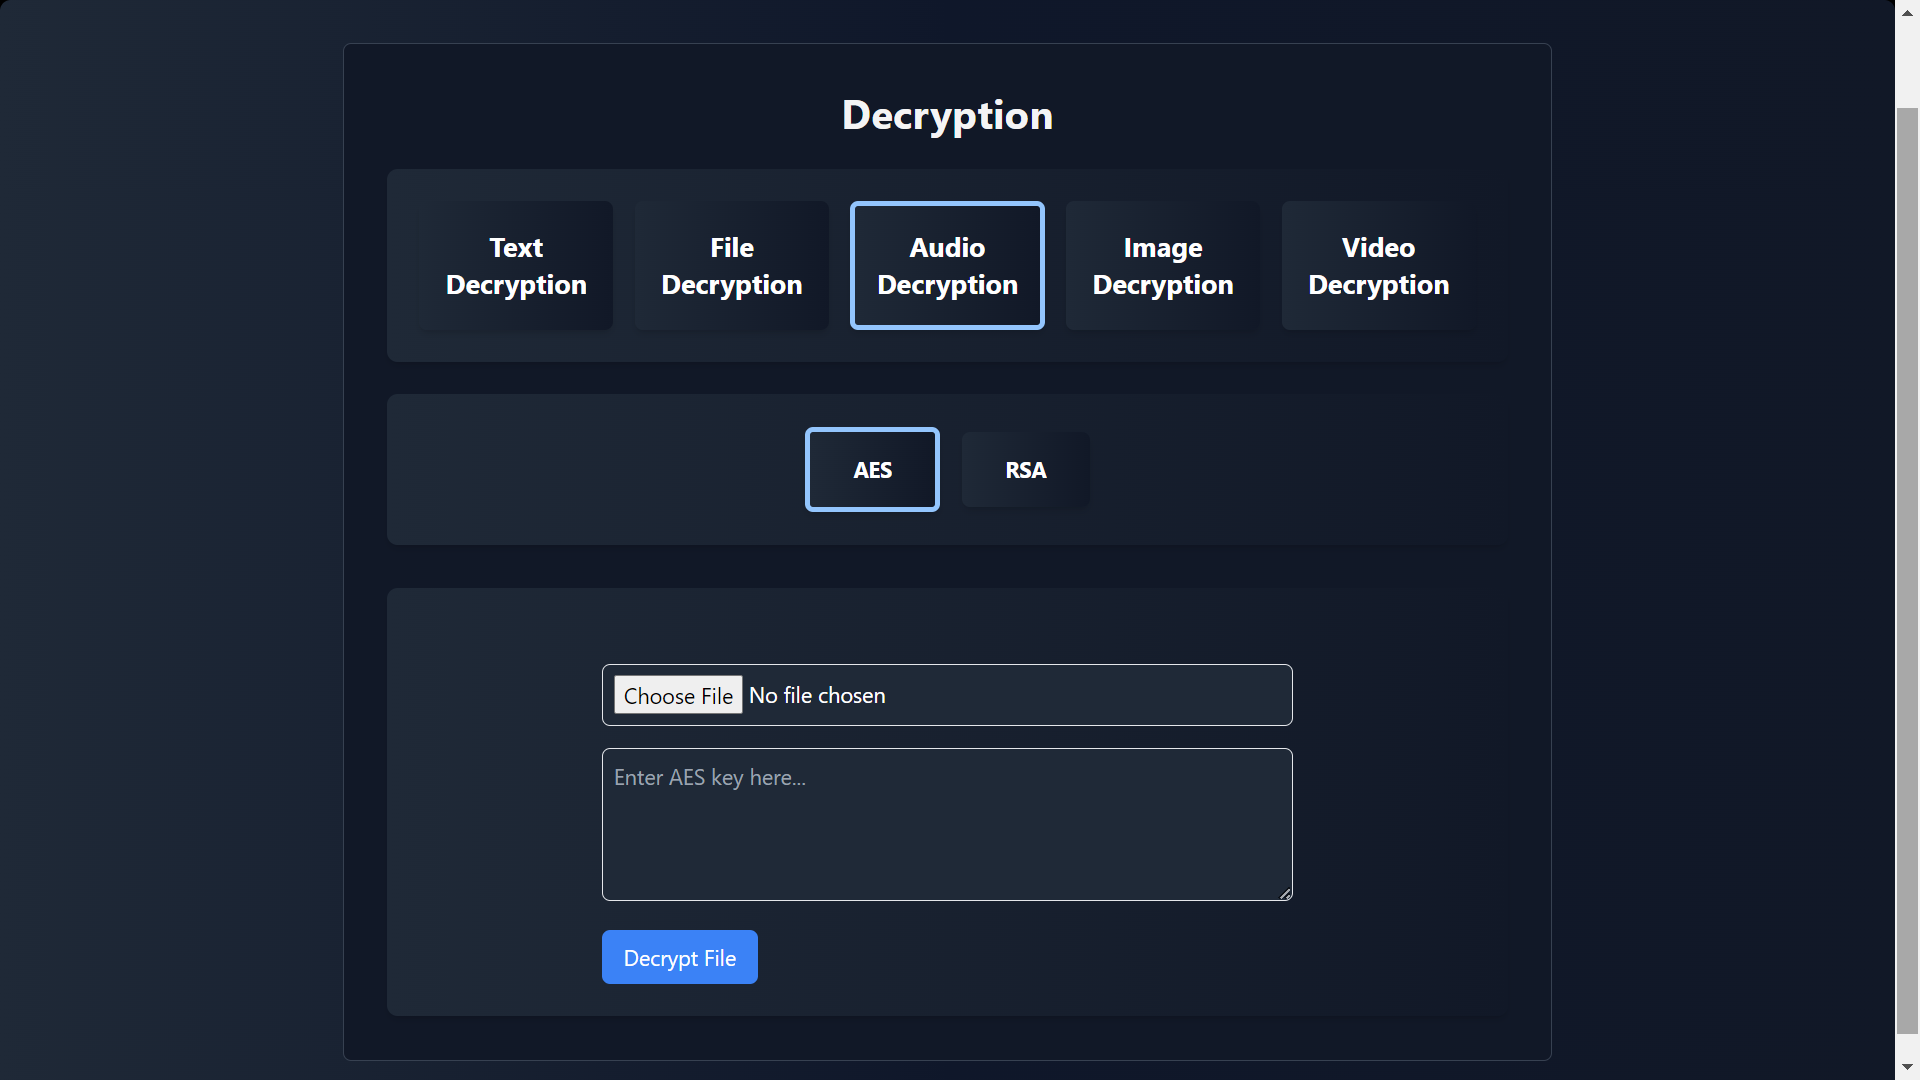 Decryption
Text
Decryption
File
Decryption
Audio
Decryption
Image
Decryption
Video
Decryption
AES
RSA
Choose File No file chosen
Enter AES key here...
Decrypt File